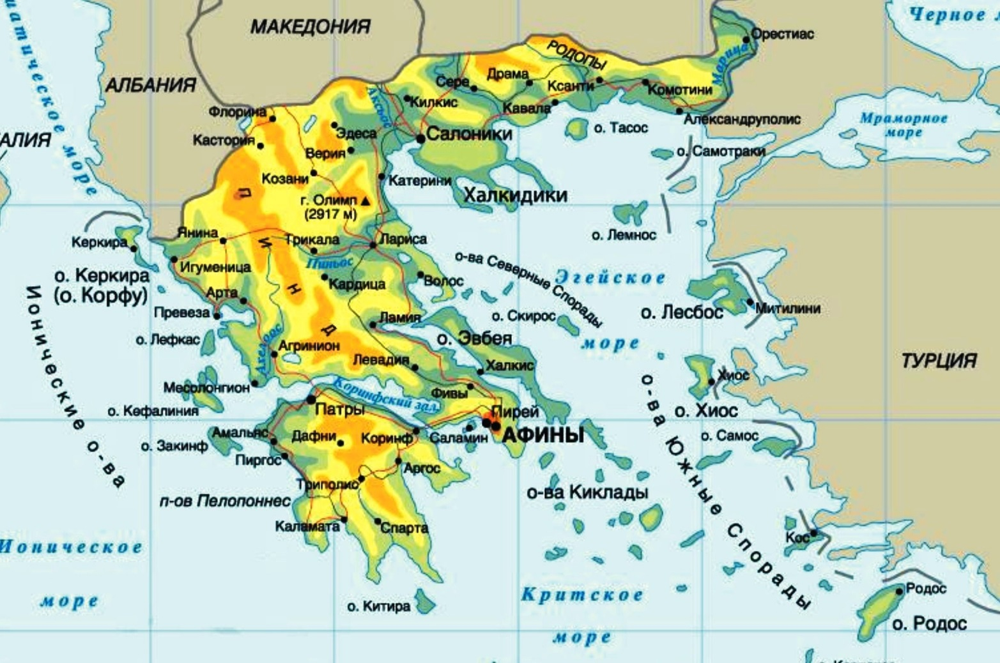 МАКЕДОНИЯ
Черное
Орестиас
РОДОПЫ
Марица
АЛБАНИЯ
Драма
Сере
Ксанти
Комотини
Килкис
Аксьос
Кавала
Флорина
Александруполис
Мраморное
море
о. Тасос
Эдеса
Салоники
Кастория
Верия
о. Самотраки
Козани
Катерини
Халкидики
г. Олимп
(2917 м)
П И Н Д
Янина
Трикала
Лариса
о. Лемнос
Керкира
Пиньос
о-ва Северные Спорады
Игуменица
о. Керкира
(о. Корфу)
Кардица
Волос
Эгейское
море
Арта
Превеза
Ламия
о. Скирос
о. Лесбос
Митилини
о. Лефкас
Ахелоос
Агринион
о. Эвбея
Левадия
Халкис
ТУРЦИЯ
Ионические о-ва
Месолонгион
Коринфский зал.
Фивы
Хиос
о. Хиос
о. Кефалиния
Патры
Пирей
АФИНЫ
Амальяс
Дафни
Коринф
Саламин
о. Самос
о. Закинф
Пиргос
Аргос
о-ва Южные Спорады
Триполис
о-ва Киклады
п-ов Пелопоннес
Каламата
Спарта
Кос
Ионическое
море
Критское
море
о. Китира
Родос
о. Родос